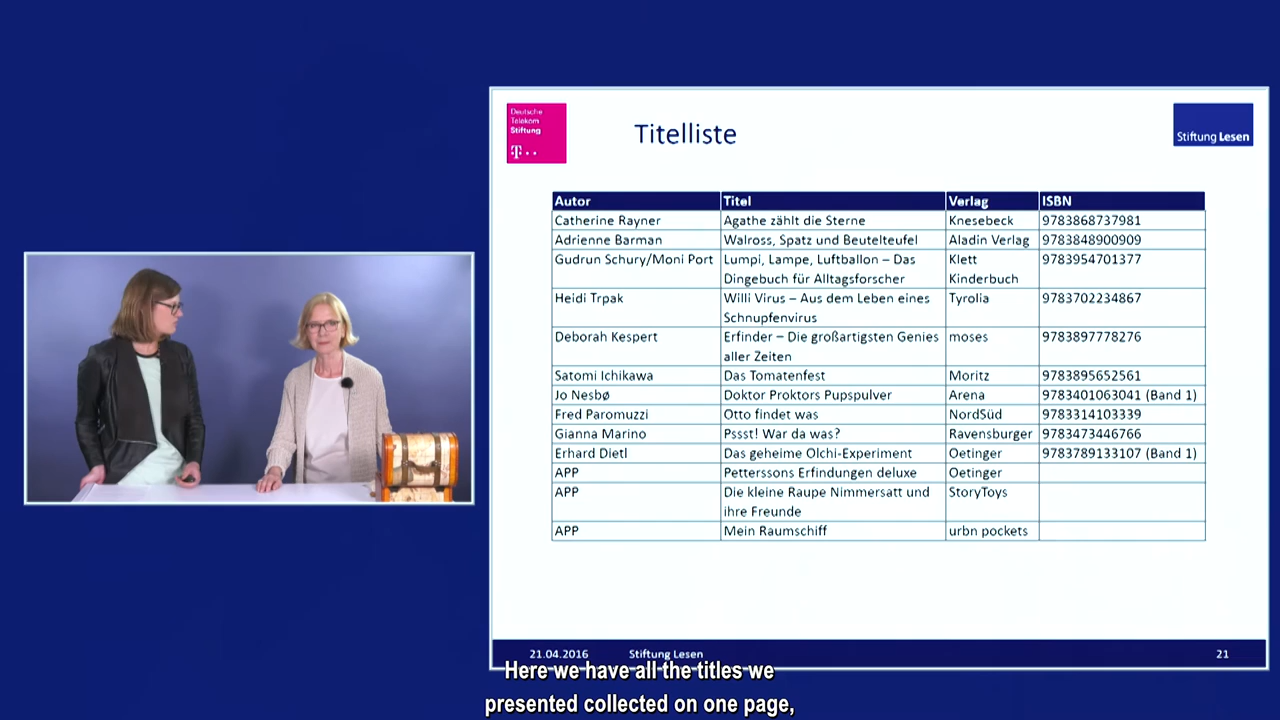 Deutsche
Telekom
Stiftung
T
Titelliste
Stiftung Lesen
Autor Titel Verlag ISBN
Catherine Rayner Agathe zählt die Sterne Knesebeck 9783868737981
Adrienne Barman Walross, Spatz und Beutelteufel Aladin Verlag 9783848900909
Gudrun Schury/Moni Port Lumpi, Lampe, Luftballon – Das Klett 9783954701377
Dingebuch für Alltagsforscher Kinderbuch
Heidi Trpak Willi Virus – Aus dem Leben eines Tyrolia 9783702234867
Schnupfenvirus
Deborah Kespert Erfinder – Die großartigsten Genies moses 9783897778276
aller Zeiten
Satomi Ichikawa Das Tomatenfest Moritz 9783895652561
Jo Nesbø Doktor Proktors Pupspulver Arena 9783401063041 (Band 1)
Fred Paromuzzi Otto findet was NordSüd 9783314103339
Gianna Marino Pssst! War da was? Ravensburger 9783473446766
Erhard Dietl Das geheime Olchi-Experiment Oetinger 9783789133107 (Band 1)
APP Petterssons Erfindungen deluxe Oetinger
APP Die kleine Raupe Nimmersatt und StoryToys
ihre Freunde
APP Mein Raumschiff urbn pockets
21.04.2016 Stiftung Lesen 21
Here we have all the titles we
presented collected on one page,